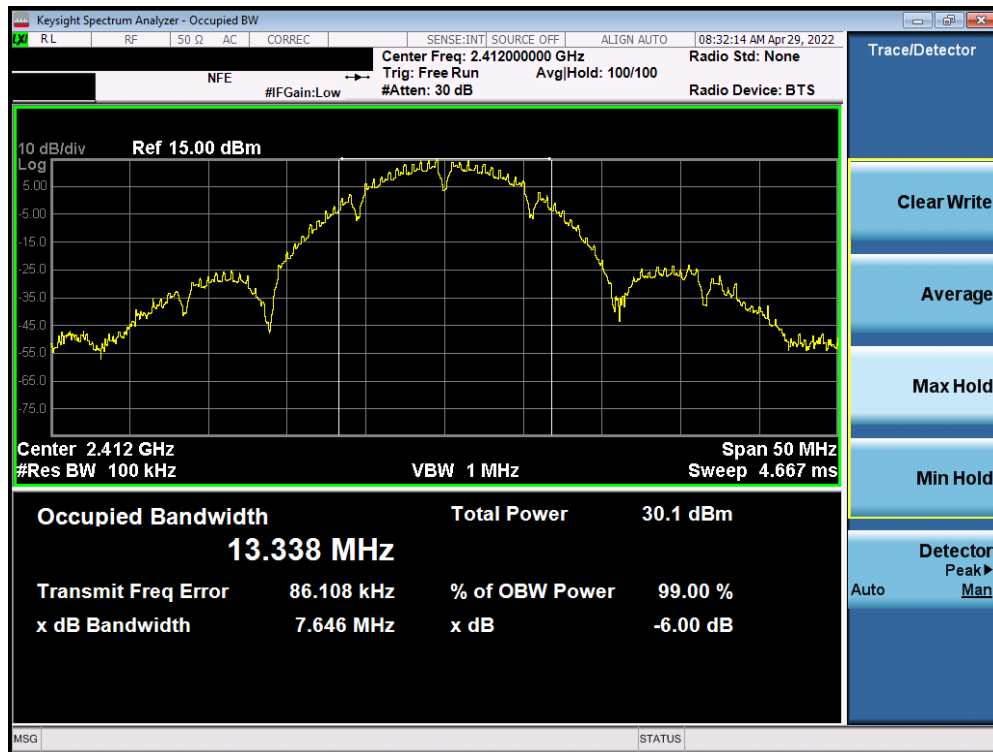 Keysight Spectrum Analyzer - Occupied BW
LXI RL RF 50 Ω AC CORREC SENSE:INT SOURCE OFF ALIGN AUTO 08:32:14 AM Apr 29, 2022
Center Freq: 2.412000000 GHz Radio Std: None
NFE Trig: Free Run Avg|Hold: 100/100
#IFGain:Low #Atten: 30 dB Radio Device: BTS
10 dB/div Ref 15.00 dBm
Log
5.00
-5.00
-15.0
-25.0
-35.0
-45.0
-55.0
-65.0
-75.0
Center 2.412 GHz Span 50 MHz
#Res BW 100 kHz VBW 1 MHz Sweep 4.667 ms
Occupied Bandwidth Total Power 30.1 dBm
13.338 MHz
Transmit Freq Error 86.108 kHz % of OBW Power 99.00 %
x dB Bandwidth 7.646 MHz x dB -6.00 dB
Trace/Detector
Clear Write
Average
Max Hold
Min Hold
Detector
Peak▶
Auto Man
MSG STATUS